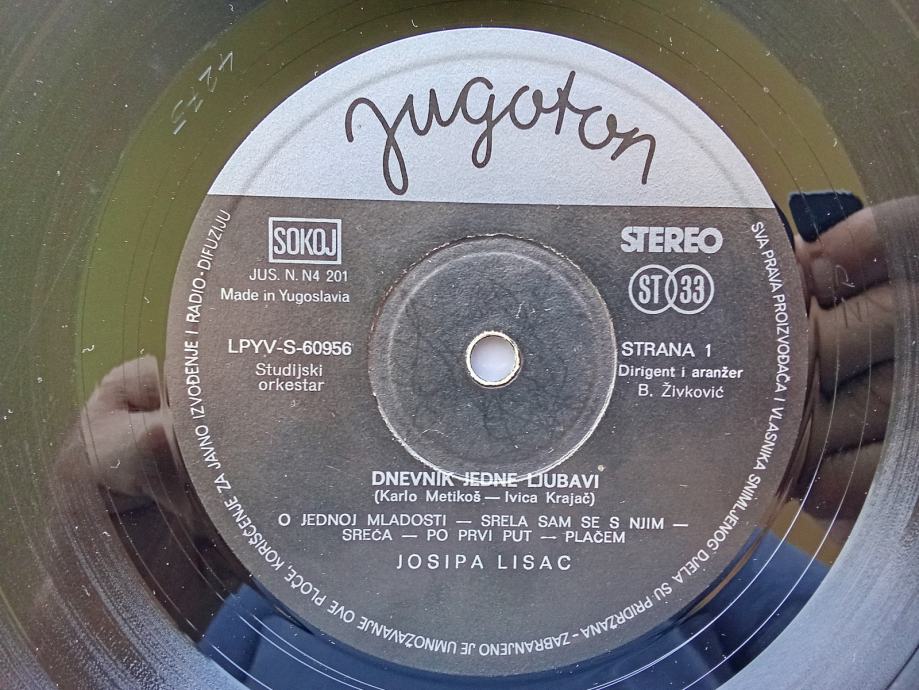 jugoton
SOKOJ
JUS. N. N4 201
Made in Yugoslavia
STEREO
ST 33
LPYV-S-60956
Studijski
orkestar
STRANA 1
Dirigent i aranžer
B. Živković
DNEVNIK JEDNE LJUBAVI
(Karlo Metikoš — Ivica Krajač)
O JEDNOJ MLADOSTI — SRELA SAM SE S NJIM —
SREĆA — PO PRVI PUT — PLAČEM
JOSIPA LISAC
SVA PRAVA PROIZVOĐAČA I VLASNIKA SNIMLJENOG DJELA SU PRIDRŽANA - ZABRANJENO JE UMNOŽAVANJE OVE PLOČE, KORIŠĆENJE ZA JAVNO IZVOĐENJE I RADIO-DIFUZIJU